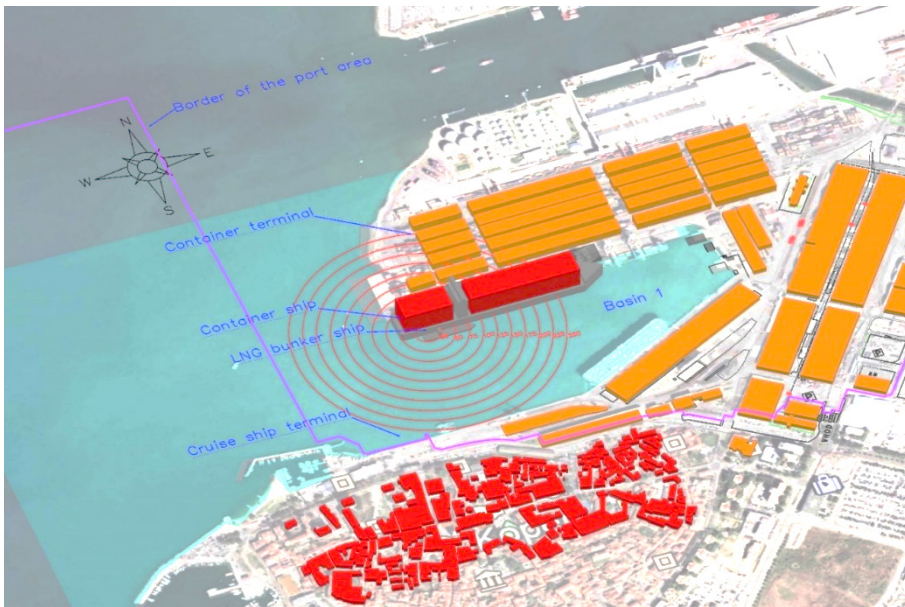 Border of the port area
N
E
W
S
Container terminal
Container ship
Basin 1
LNG bunker ship
Cruise ship terminal